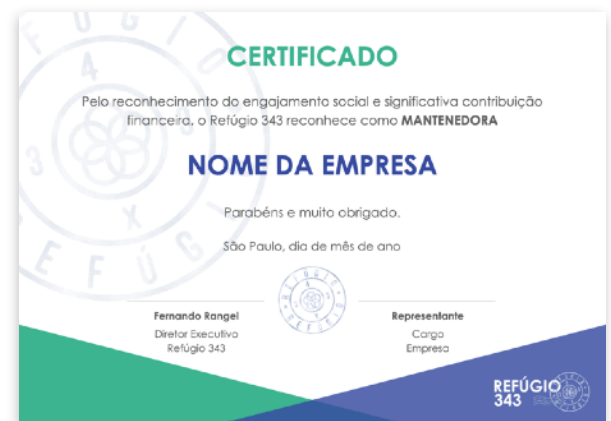 CERTIFICADO
Pelo reconhecimento do engajamento social e significativa contribuição
financeira, o Refúgio 343 reconhece como MANTENEDORA
NOME DA EMPRESA
Parabéns e muito obrigado.
São Paulo, dia de mês de ano
Fernando Rangel
Diretor Executivo
Refúgio 343
Representante
Cargo
Empresa
REFÚGIO
343